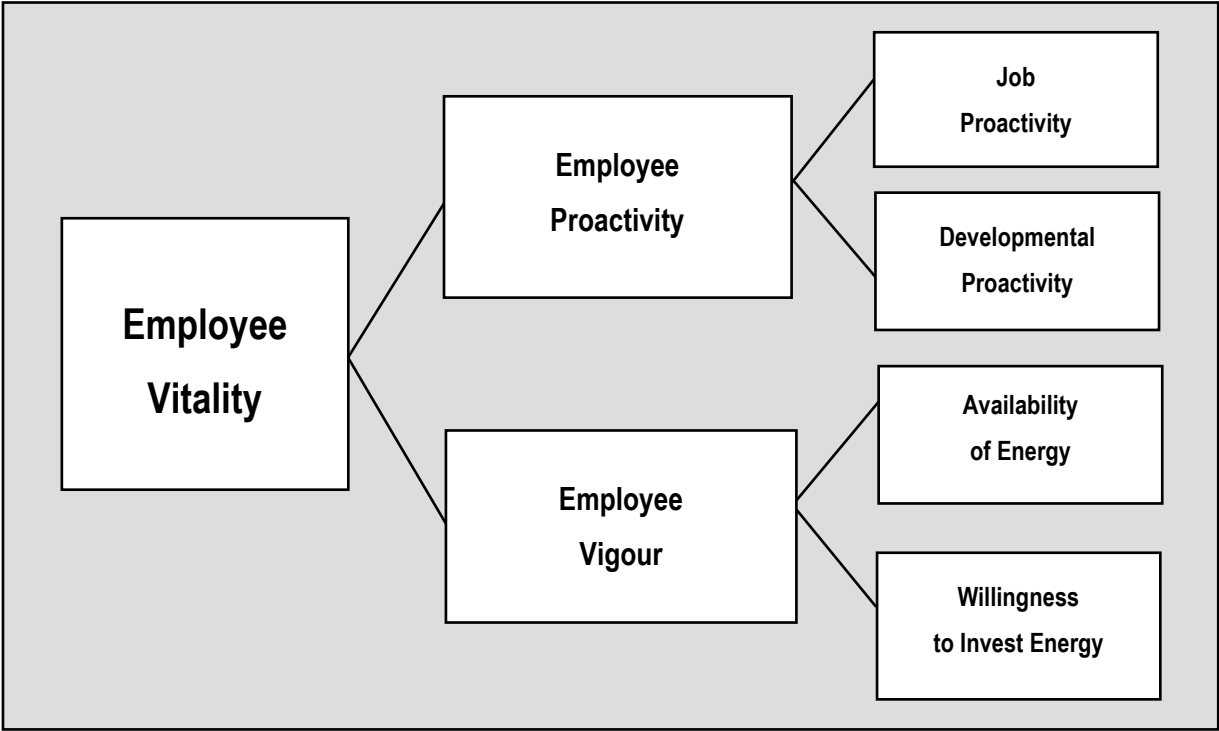 Employee
Vitality
Employee
Proactivity
Job
Proactivity
Developmental
Proactivity
Employee
Vigour
Availability
of Energy
Willingness
to Invest Energy